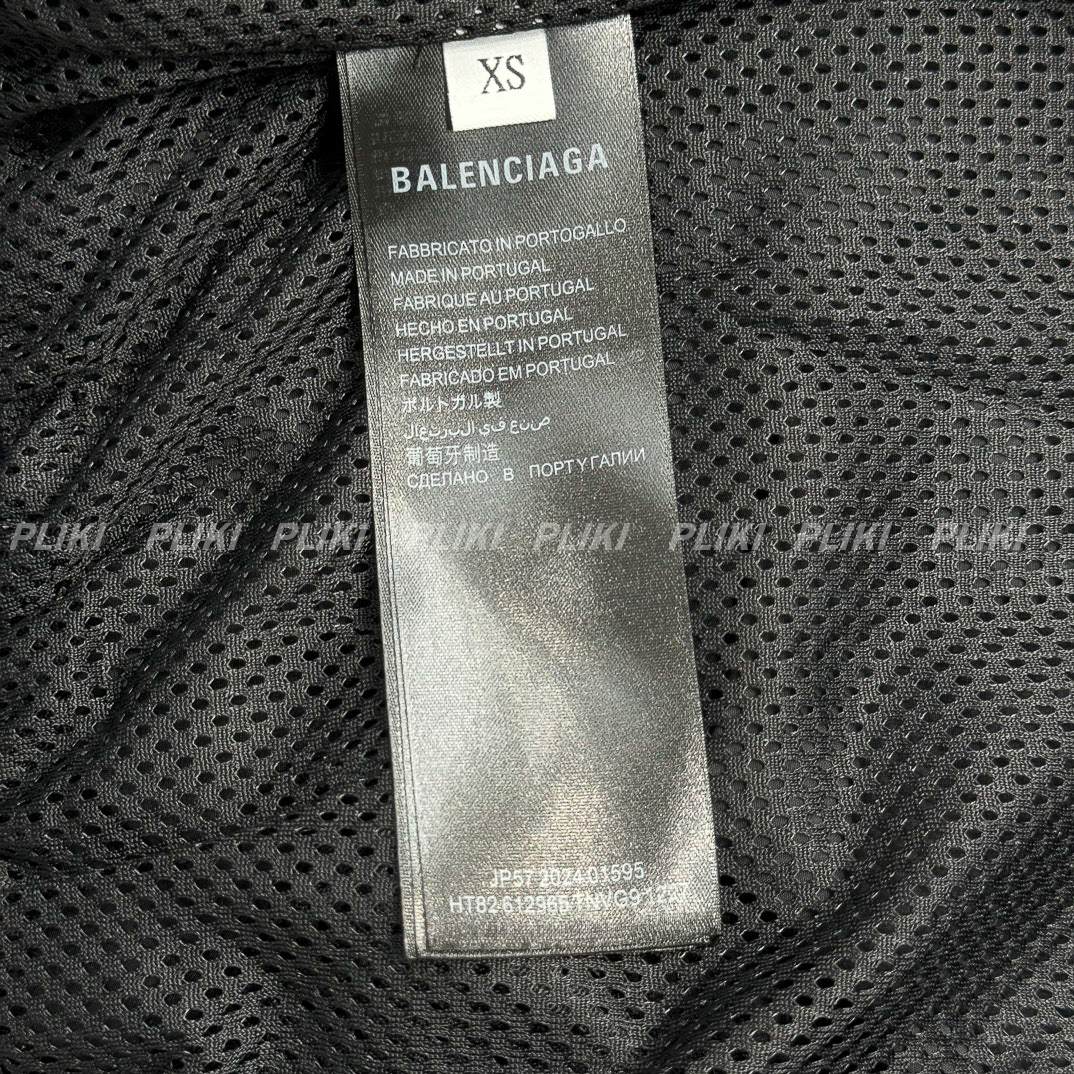 XS
BALENCIAGA
FABBRICATO IN PORTOGALLO
MADE IN PORTUGAL
FABRIQUE AU PORTUGAL
HECHO EN PORTUGAL
HERGESTELLT IN PORTUGAL
FABRICADO EM PORTUGAL
ポルトガル製
صنع في البرتغال
葡萄牙制造
СДЕЛАНО В ПОРТУГАЛИИ
PLIKI PLIKI PLIKI PLIKI PLIKI PLIKI PLIKI PLIKI
JP57 2024 01595
HT82